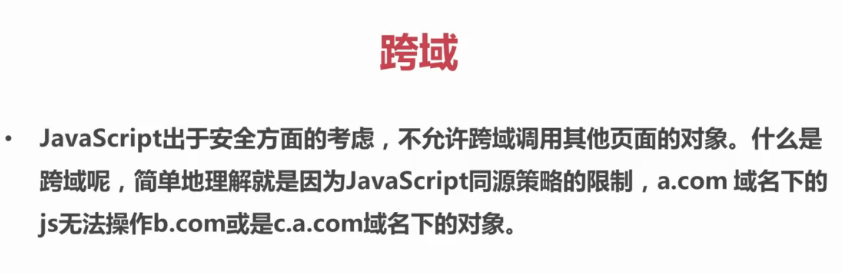 跨域
• JavaScript出于安全方面的考虑，不允许跨域调用其他页面的对象。什么是
跨域呢，简单地理解就是因为JavaScript同源策略的限制，a.com 域名下的
js无法操作b.com或是c.a.com域名下的对象。